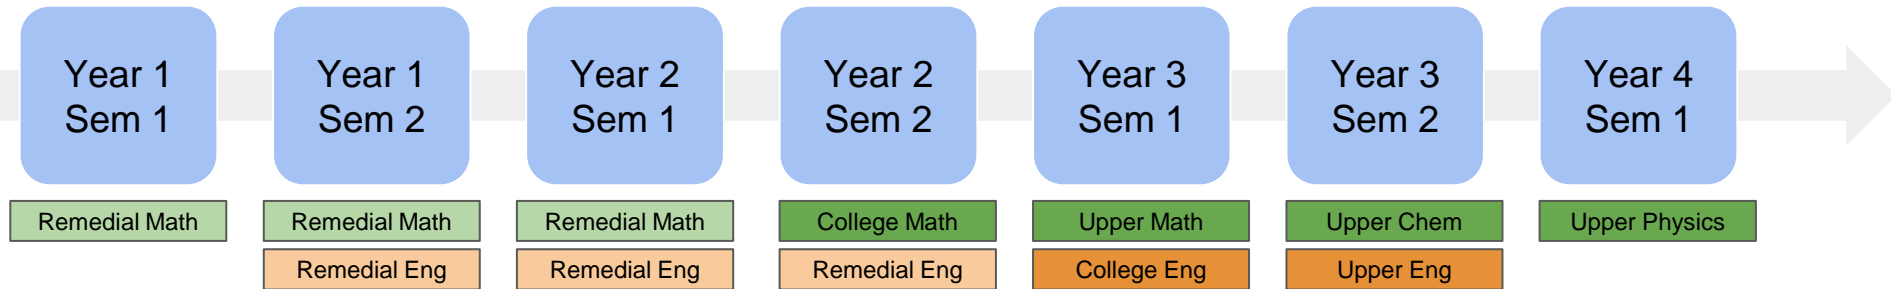 Year 1
Sem 1
Year 1
Sem 2
Year 2
Sem 1
Year 2
Sem 2
Year 3
Sem 1
Year 3
Sem 2
Year 4
Sem 1
Remedial Math
Remedial Math
Remedial Math
College Math
Upper Math
Upper Chem
Upper Physics
Remedial Eng
Remedial Eng
Remedial Eng
College Eng
Upper Eng